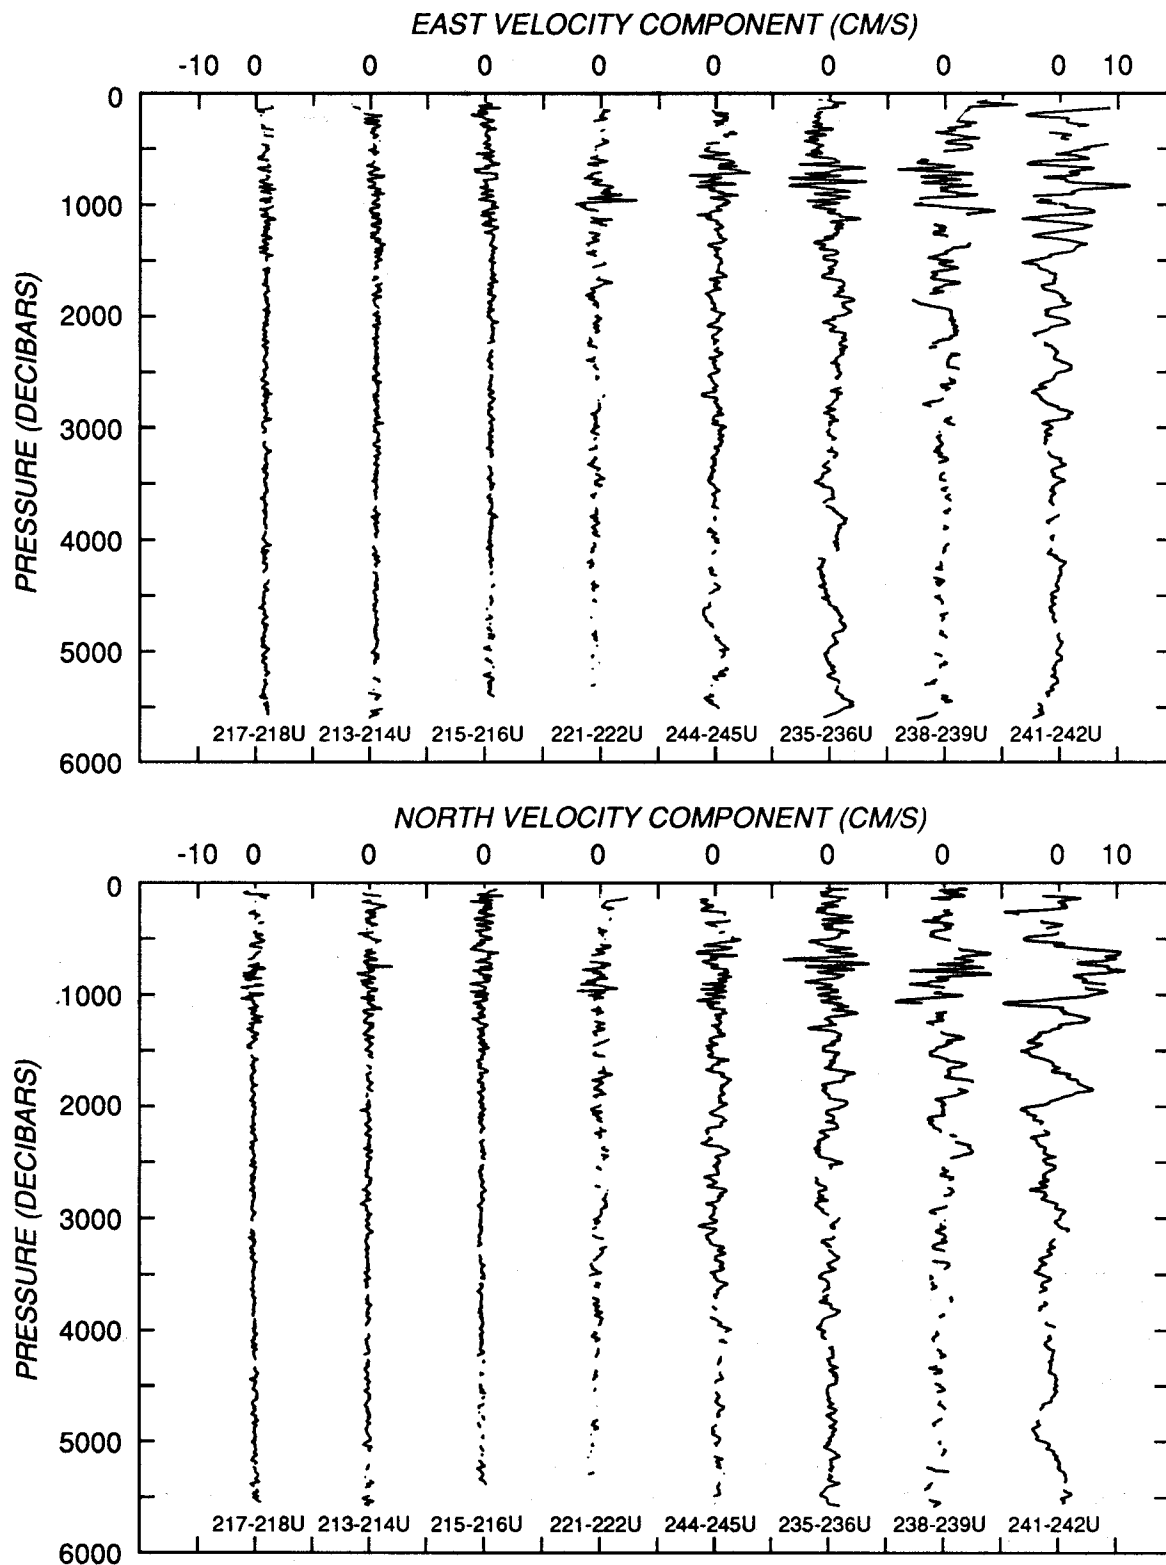 EAST VELOCITY COMPONENT (CM/S)
-10 0 0 0 0 0 0 0 0 10
0
1000
2000
3000
4000
5000
6000
PRESSURE (DECIBARS)
217-218U 213-214U 215-216U 221-222U 244-245U 235-236U 238-239U 241-242U
NORTH VELOCITY COMPONENT (CM/S)
-10 0 0 0 0 0 0 0 0 10
0
1000
2000
3000
4000
5000
6000
PRESSURE (DECIBARS)
217-218U 213-214U 215-216U 221-222U 244-245U 235-236U 238-239U 241-242U